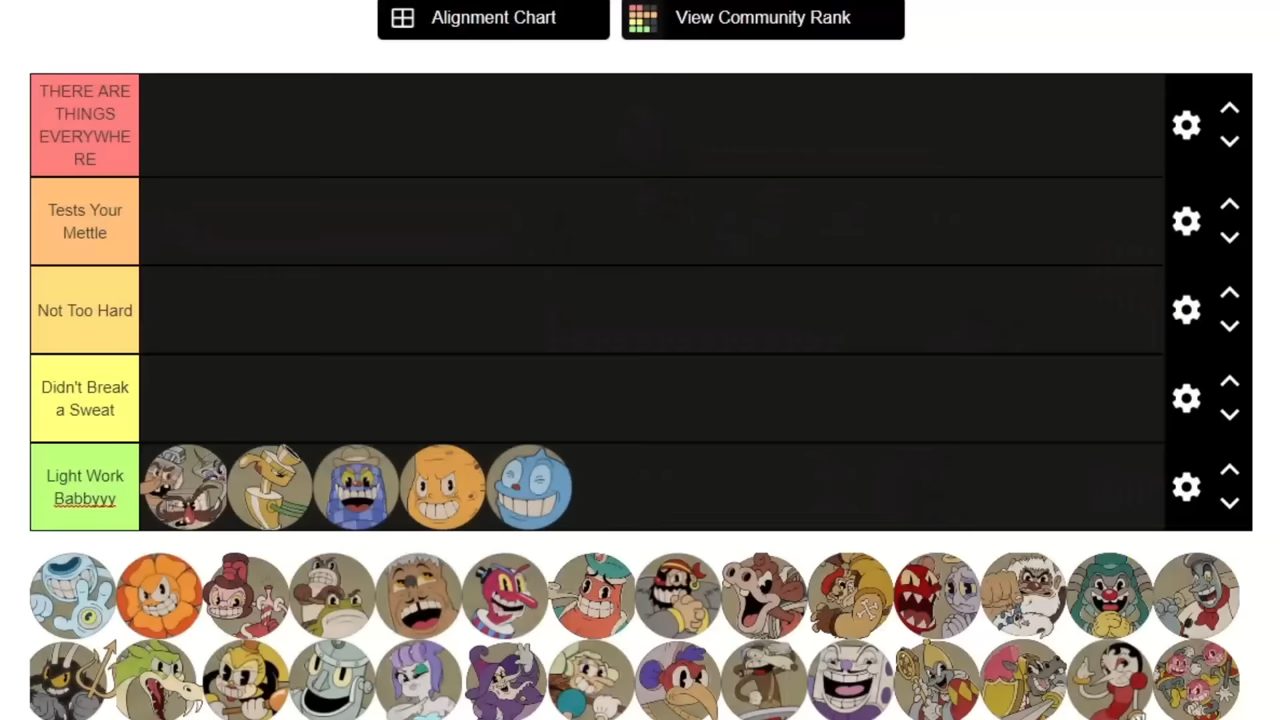 Alignment Chart
View Community Rank
THERE ARE
THINGS
EVERYWHE
RE
Tests Your
Mettle
Not Too Hard
Didn't Break
a Sweat
Light Work
Babbyyy